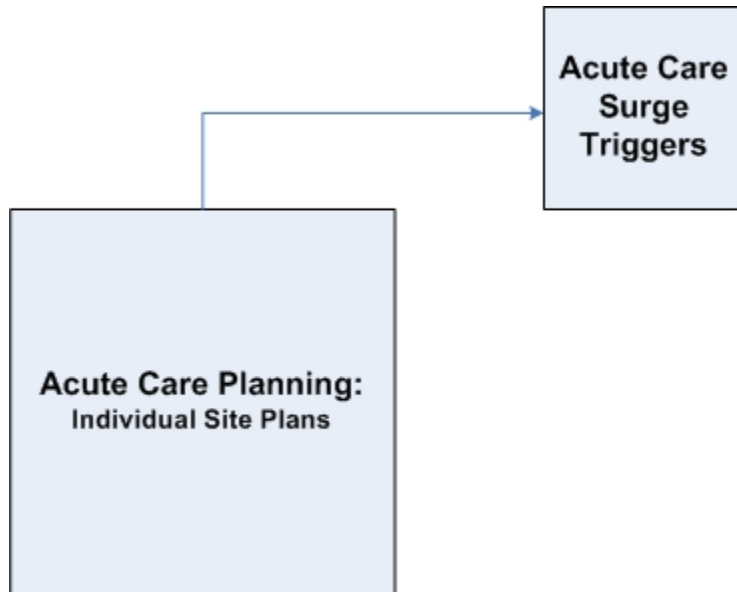 Acute Care
Surge
Triggers
Acute Care Planning:
Individual Site Plans